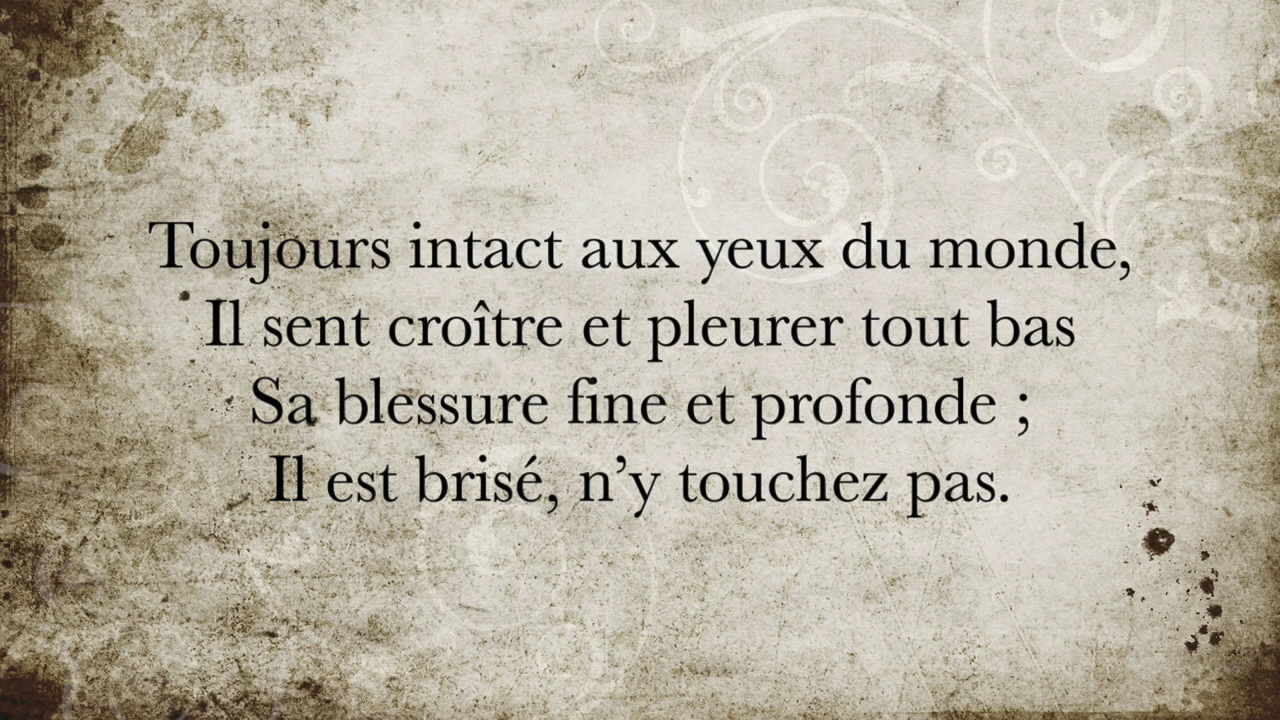 Toujours intact aux yeux du monde,
Il sent croître et pleurer tout bas
Sa blessure fine et profonde ;
Il est brisé, n’y touchez pas.